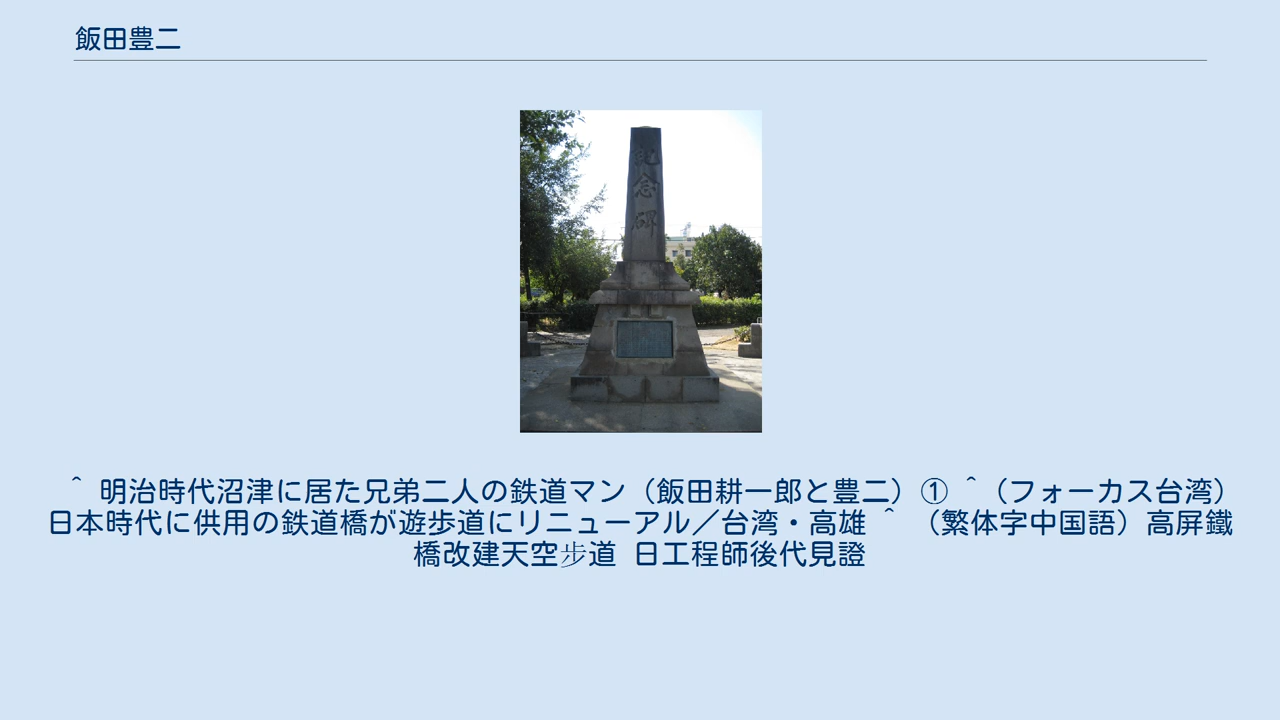 飯田豊二
紀
念
碑
^ 明治時代沼津に居た兄弟二人の鉄道マン（飯田耕一郎と豊二）① ^（フォーカス台湾）
日本時代に供用の鉄道橋が遊歩道にリニューアル／台湾・高雄 ^ （繁体字中国語）高屏鐵
橋改建天空步道 日工程師後代見證